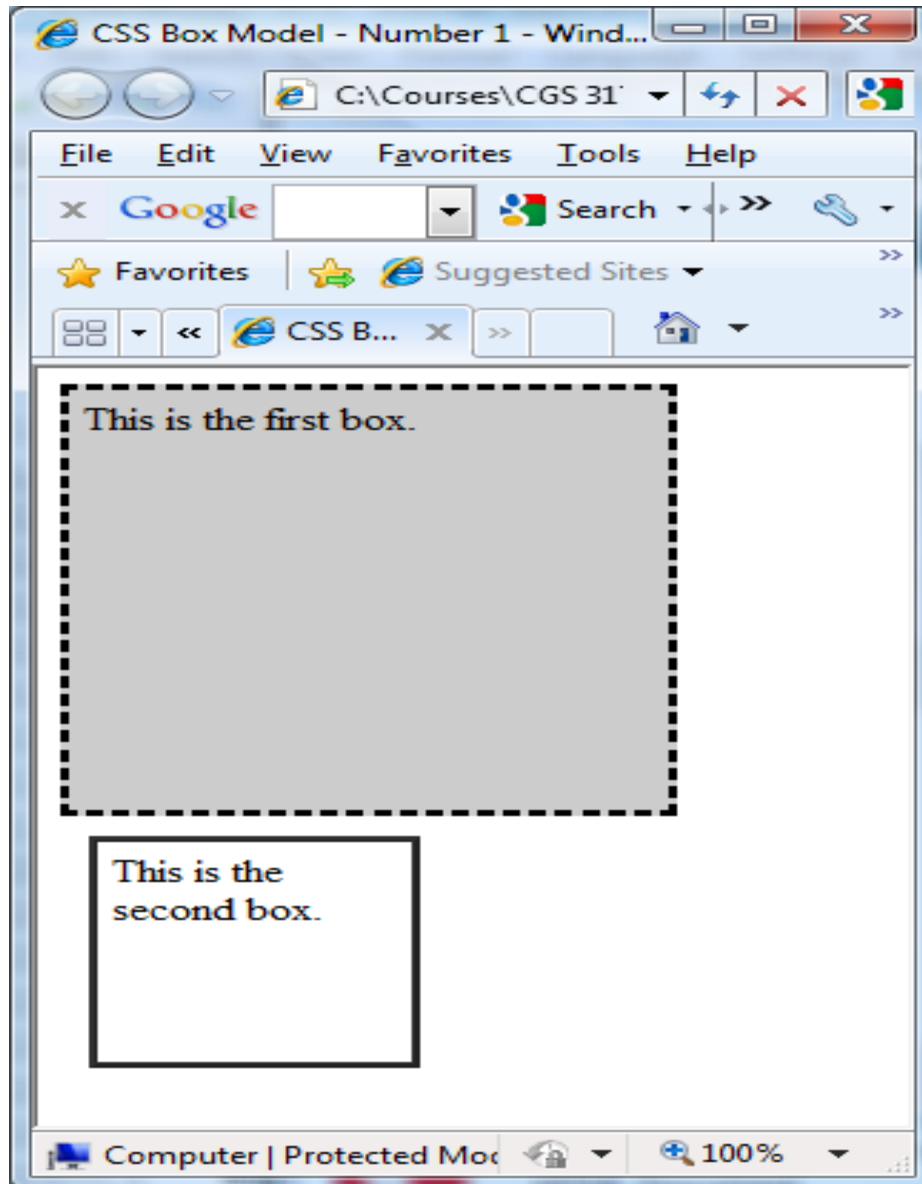 CSS Box Model - Number 1 - Wind...
C:\Courses\CGS 31
File Edit View Favorites Tools Help
Google Search
Favorites Suggested Sites
CSS B...
This is the first box.
This is the
second box.
Computer | Protected Mo
100%